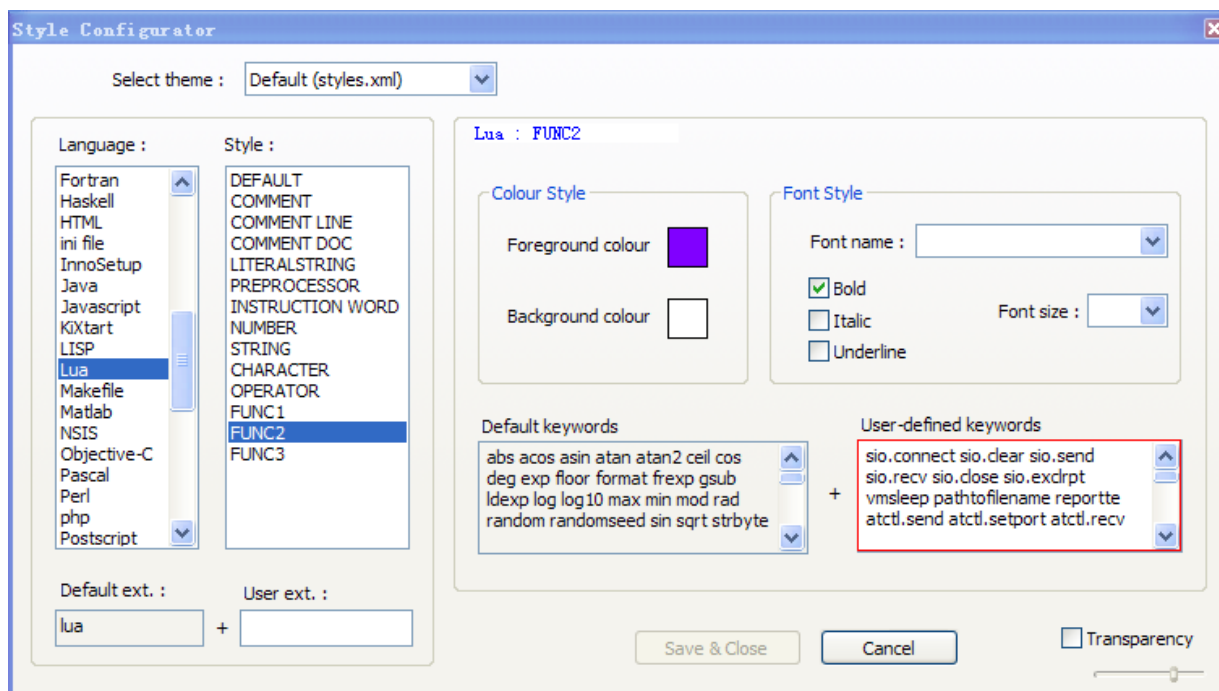 Style Configurator
Select theme :
Default (styles.xml)
Language :
Fortran
Haskell
HTML
ini file
InnoSetup
Java
Javascript
KiXtart
LISP
Lua
Makefile
Matlab
NSIS
Objective-C
Pascal
Perl
php
Postscript
Style :
DEFAULT
COMMENT
COMMENT LINE
COMMENT DOC
LITERALSTRING
PREPROCESSOR
INSTRUCTION WORD
NUMBER
STRING
CHARACTER
OPERATOR
FUNC1
FUNC2
FUNC3
Default ext. :
lua
+
User ext. :
Lua : FUNC2
Colour Style
Foreground colour
Background colour
Font Style
Font name :
Bold
Italic
Underline
Font size :
Default keywords
abs acos asin atan atan2 ceil cos
deg exp floor format frexp gsub
ldexp log log10 max min mod rad
random randomseed sin sqrt strbyte
+
User-defined keywords
sio.connect sio.clear sio.send
sio.recv sio.close sio.exclrpt
vmsleep pathtofilename reportte
atctl.send atctl.setport atctl.recv
Save & Close
Cancel
Transparency